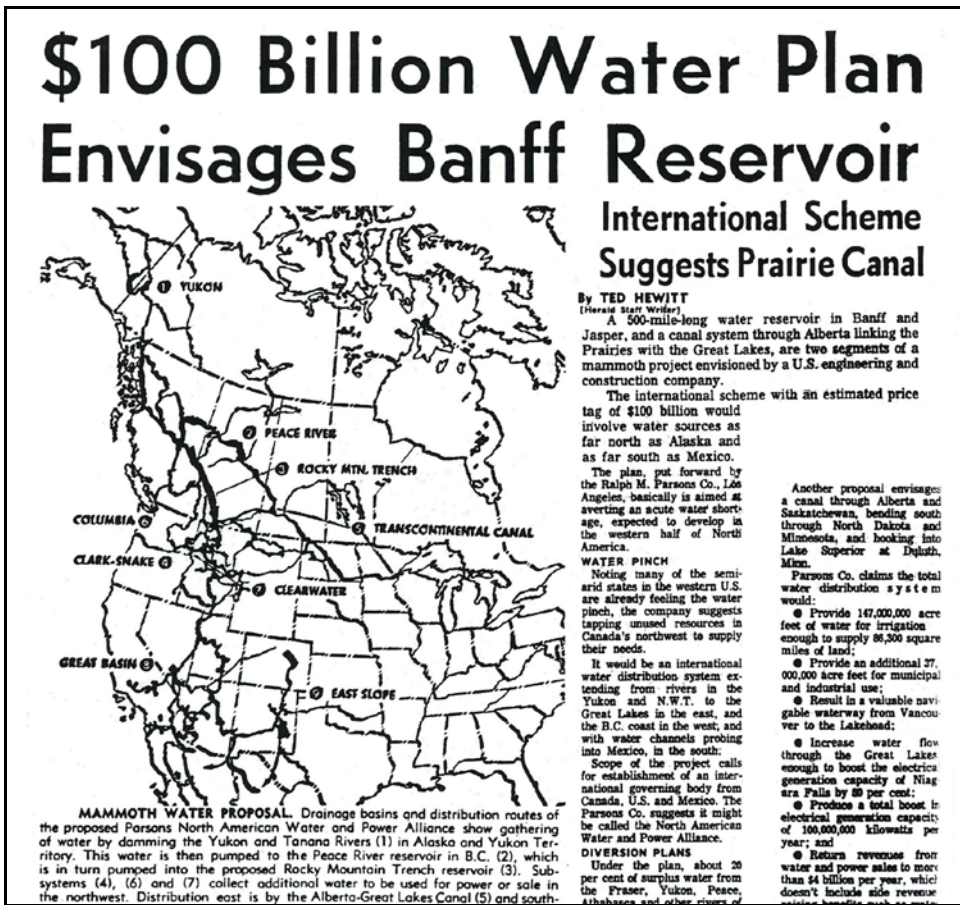 $100 Billion Water Plan
Envisages Banff Reservoir
International Scheme
Suggests Prairie Canal
By TED HEWITT
(Herald Staff Writer)
A 500-mile-long water reservoir in Banff and
Jasper, and a canal system through Alberta linking the
Prairies with the Great Lakes, are two segments of a
mammoth project envisioned by a U.S. engineering and
construction company.
The international scheme with an estimated price
tag of $100 billion would
involve water sources as
far north as Alaska and
as far south as Mexico.
The plan, put forward by
the Ralph M. Parsons Co., Los
Angeles, basically is aimed at
averting an acute water short-
age, expected to develop in
the western half of North
America.
WATER PINCH
Noting many of the semi-
arid states in the western U.S.
are already feeling the water
pinch, the company suggests
tapping unused resources in
Canada's northwest to supply
their needs.
It would be an international
water distribution system ex-
tending from rivers in the
Yukon and N.W.T. to the
Great Lakes in the east, and
the B.C. coast in the west, and
with water channels probing
into Mexico, in the south.
Scope of the project calls
for establishment of an inter-
national governing body from
Canada, U.S. and Mexico. The
Parsons Co. suggests it might
be called the North American
Water and Power Alliance.
DIVERSION PLANS
Under the plan, about 20
per cent of surplus water from
the Fraser, Yukon, Peace,
Athabasca and other rivers of
Another proposal envisages
a canal through Alberta and
Saskatchewan, bending south
through North Dakota and
Minnesota, and hooking into
Lake Superior at Duluth,
Minn.
Parsons Co. claims the total
water distribution system
would:
● Provide 147,000,000 acre
feet of water for irrigation
enough to supply 86,300 square
miles of land;
● Provide an additional 37,
000,000 acre feet for municipal
and industrial use;
● Result in a valuable navi-
gable waterway from Vancou-
ver to the Lakehead;
● Increase water flow
through the Great Lakes
enough to boost the electrical
generation capacity of Niag
ara Falls by 50 per cent;
● Produce a total boost in
electrical generation capacity
of 100,000,000 kilowatts per
year; and
● Return revenues from
water and power sales to more
than $4 billion per year, which
doesn't include side revenue
1 YUKON
2 PEACE RIVER
3 ROCKY MTN. TRENCH
COLUMBIA 6
5 TRANSCONTINENTAL CANAL
CLARK-SNAKE 4
7 CLEARWATER
GREAT BASIN 8
9 EAST SLOPE
MAMMOTH WATER PROPOSAL. Drainage basins and distribution routes of
the proposed Parsons North American Water and Power Alliance show gathering
of water by damming the Yukon and Tanana Rivers (1) in Alaska and Yukon Ter-
ritory. This water is then pumped to the Peace River reservoir in B.C. (2), which
is in turn pumped into the proposed Rocky Mountain Trench reservoir (3). Sub-
systems (4), (6) and (7) collect additional water to be used for power or sale in
the northwest. Distribution east is by the Alberta-Great Lakes Canal (5) and south-